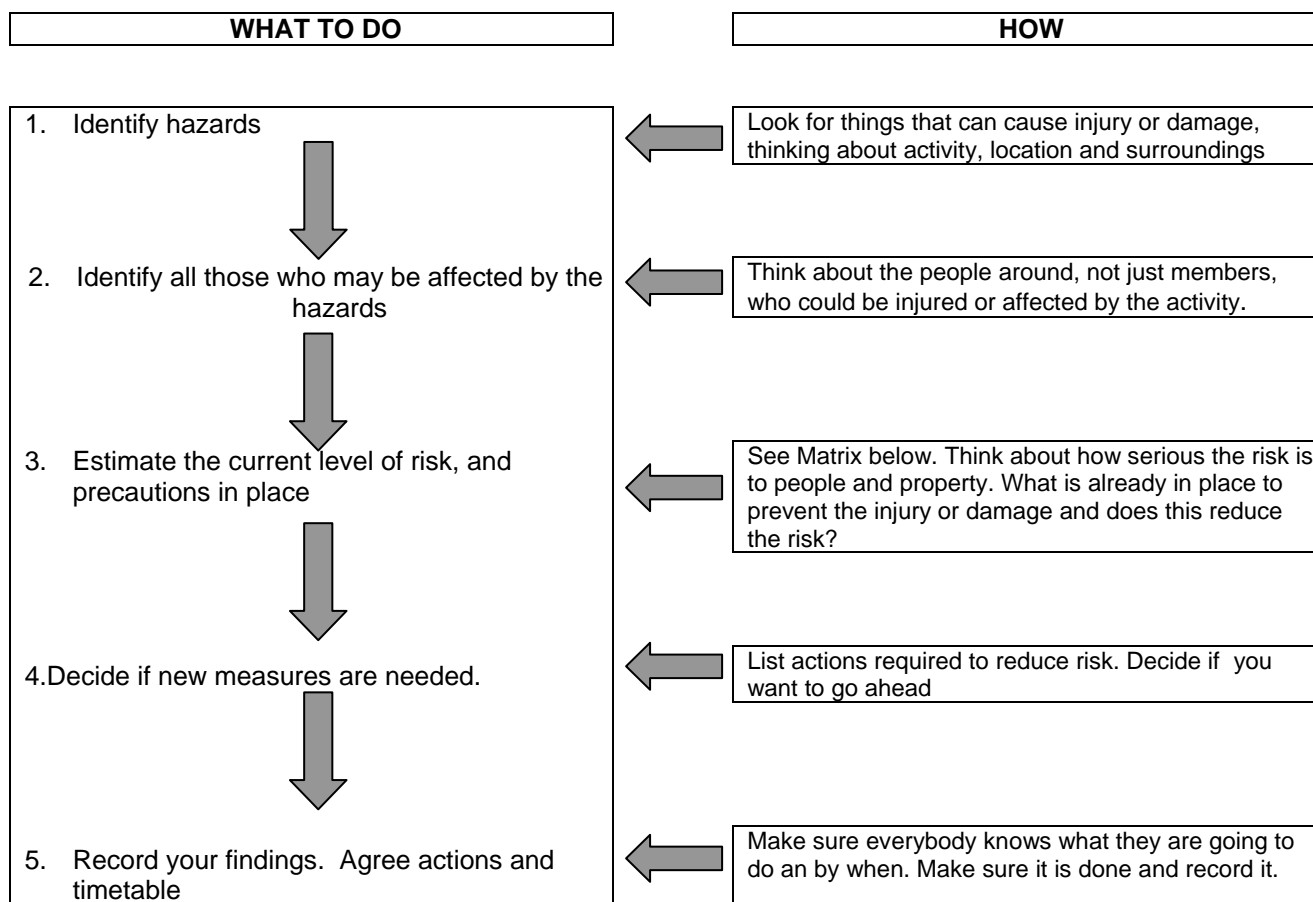 WHAT TO DO
HOW
1. Identify hazards
Look for things that can cause injury or damage,
thinking about activity, location and surroundings
2. Identify all those who may be affected by the
hazards
Think about the people around, not just members,
who could be injured or affected by the activity.
3. Estimate the current level of risk, and
precautions in place
See Matrix below. Think about how serious the risk is
to people and property. What is already in place to
prevent the injury or damage and does this reduce
the risk?
4.Decide if new measures are needed.
List actions required to reduce risk. Decide if you
want to go ahead
5. Record your findings. Agree actions and
timetable
Make sure everybody knows what they are going to
do an by when. Make sure it is done and record it.